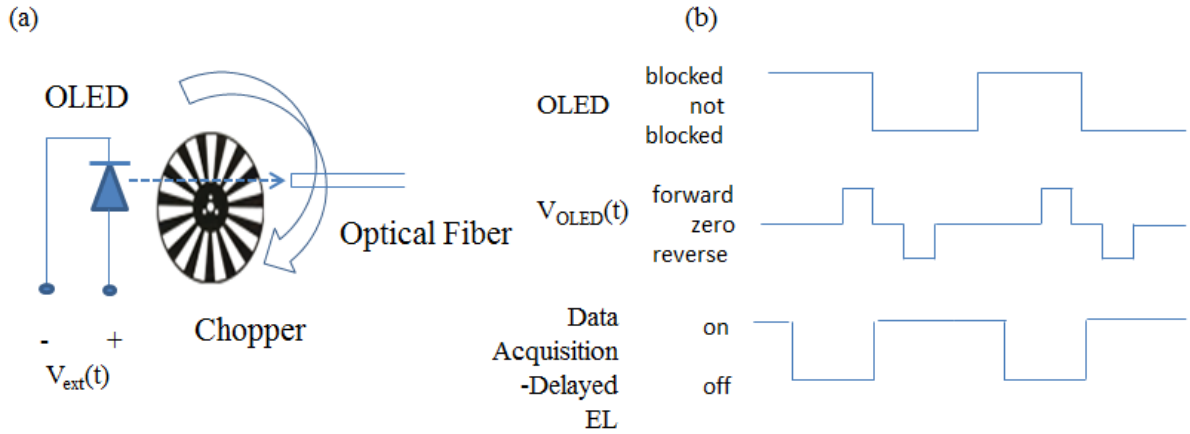 (a)
OLED
Optical Fiber
Chopper
- +
Vext(t)
(b)
OLED
blocked
not
blocked
VOLED(t)
forward
zero
reverse
Data
Acquisition
-Delayed
EL
on
off